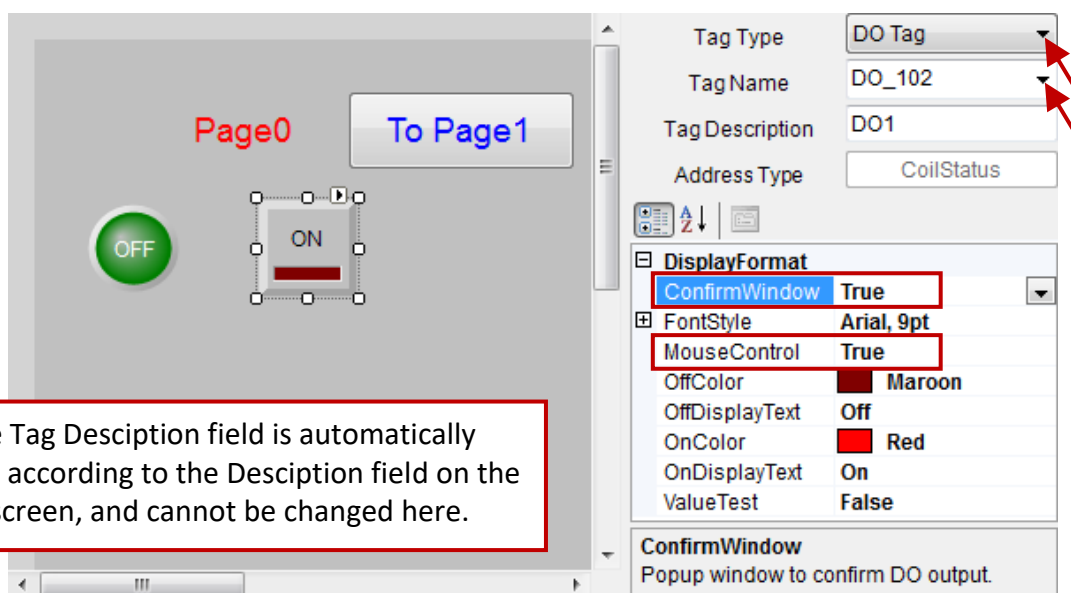 Page0
To Page1
OFF
ON
Tag Desciption field is automatically
according to the Desciption field on the
screen, and cannot be changed here.
Tag Type
DO Tag
Tag Name
DO_102
Tag Description
DO1
Address Type
CoilStatus
DisplayFormat
ConfirmWindow True
FontStyle Arial, 9pt
MouseControl True
OffColor Maroon
OffDisplayText Off
OnColor Red
OnDisplayText On
ValueTest False
ConfirmWindow
Popup window to confirm DO output.